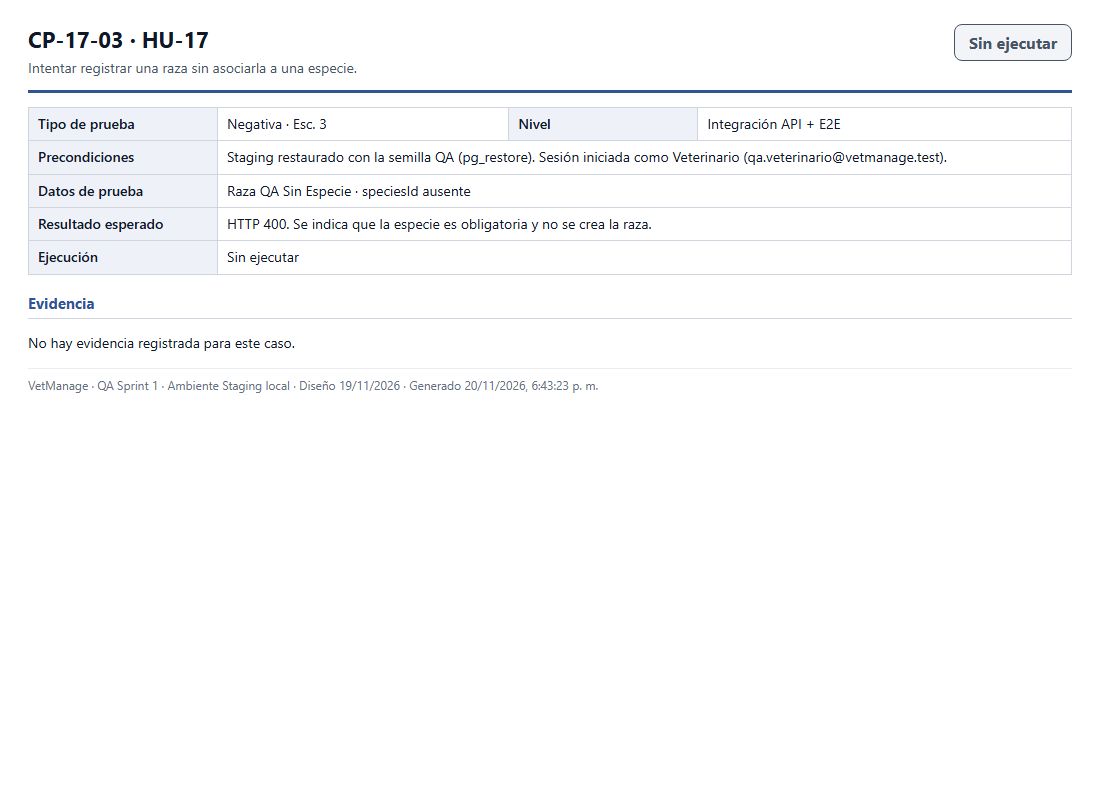 CP-17-03 · HU-17
Sin ejecutar
Intentar registrar una raza sin asociarla a una especie.
Tipo de prueba Negativa · Esc. 3 Nivel Integración API + E2E
Precondiciones Staging restaurado con la semilla QA (pg_restore). Sesión iniciada como Veterinario (qa.veterinario@vetmanage.test).
Datos de prueba Raza QA Sin Especie · speciesId ausente
Resultado esperado HTTP 400. Se indica que la especie es obligatoria y no se crea la raza.
Ejecución Sin ejecutar
Evidencia
No hay evidencia registrada para este caso.
VetManage · QA Sprint 1 · Ambiente Staging local · Diseño 19/11/2026 · Generado 20/11/2026, 6:43:23 p. m.